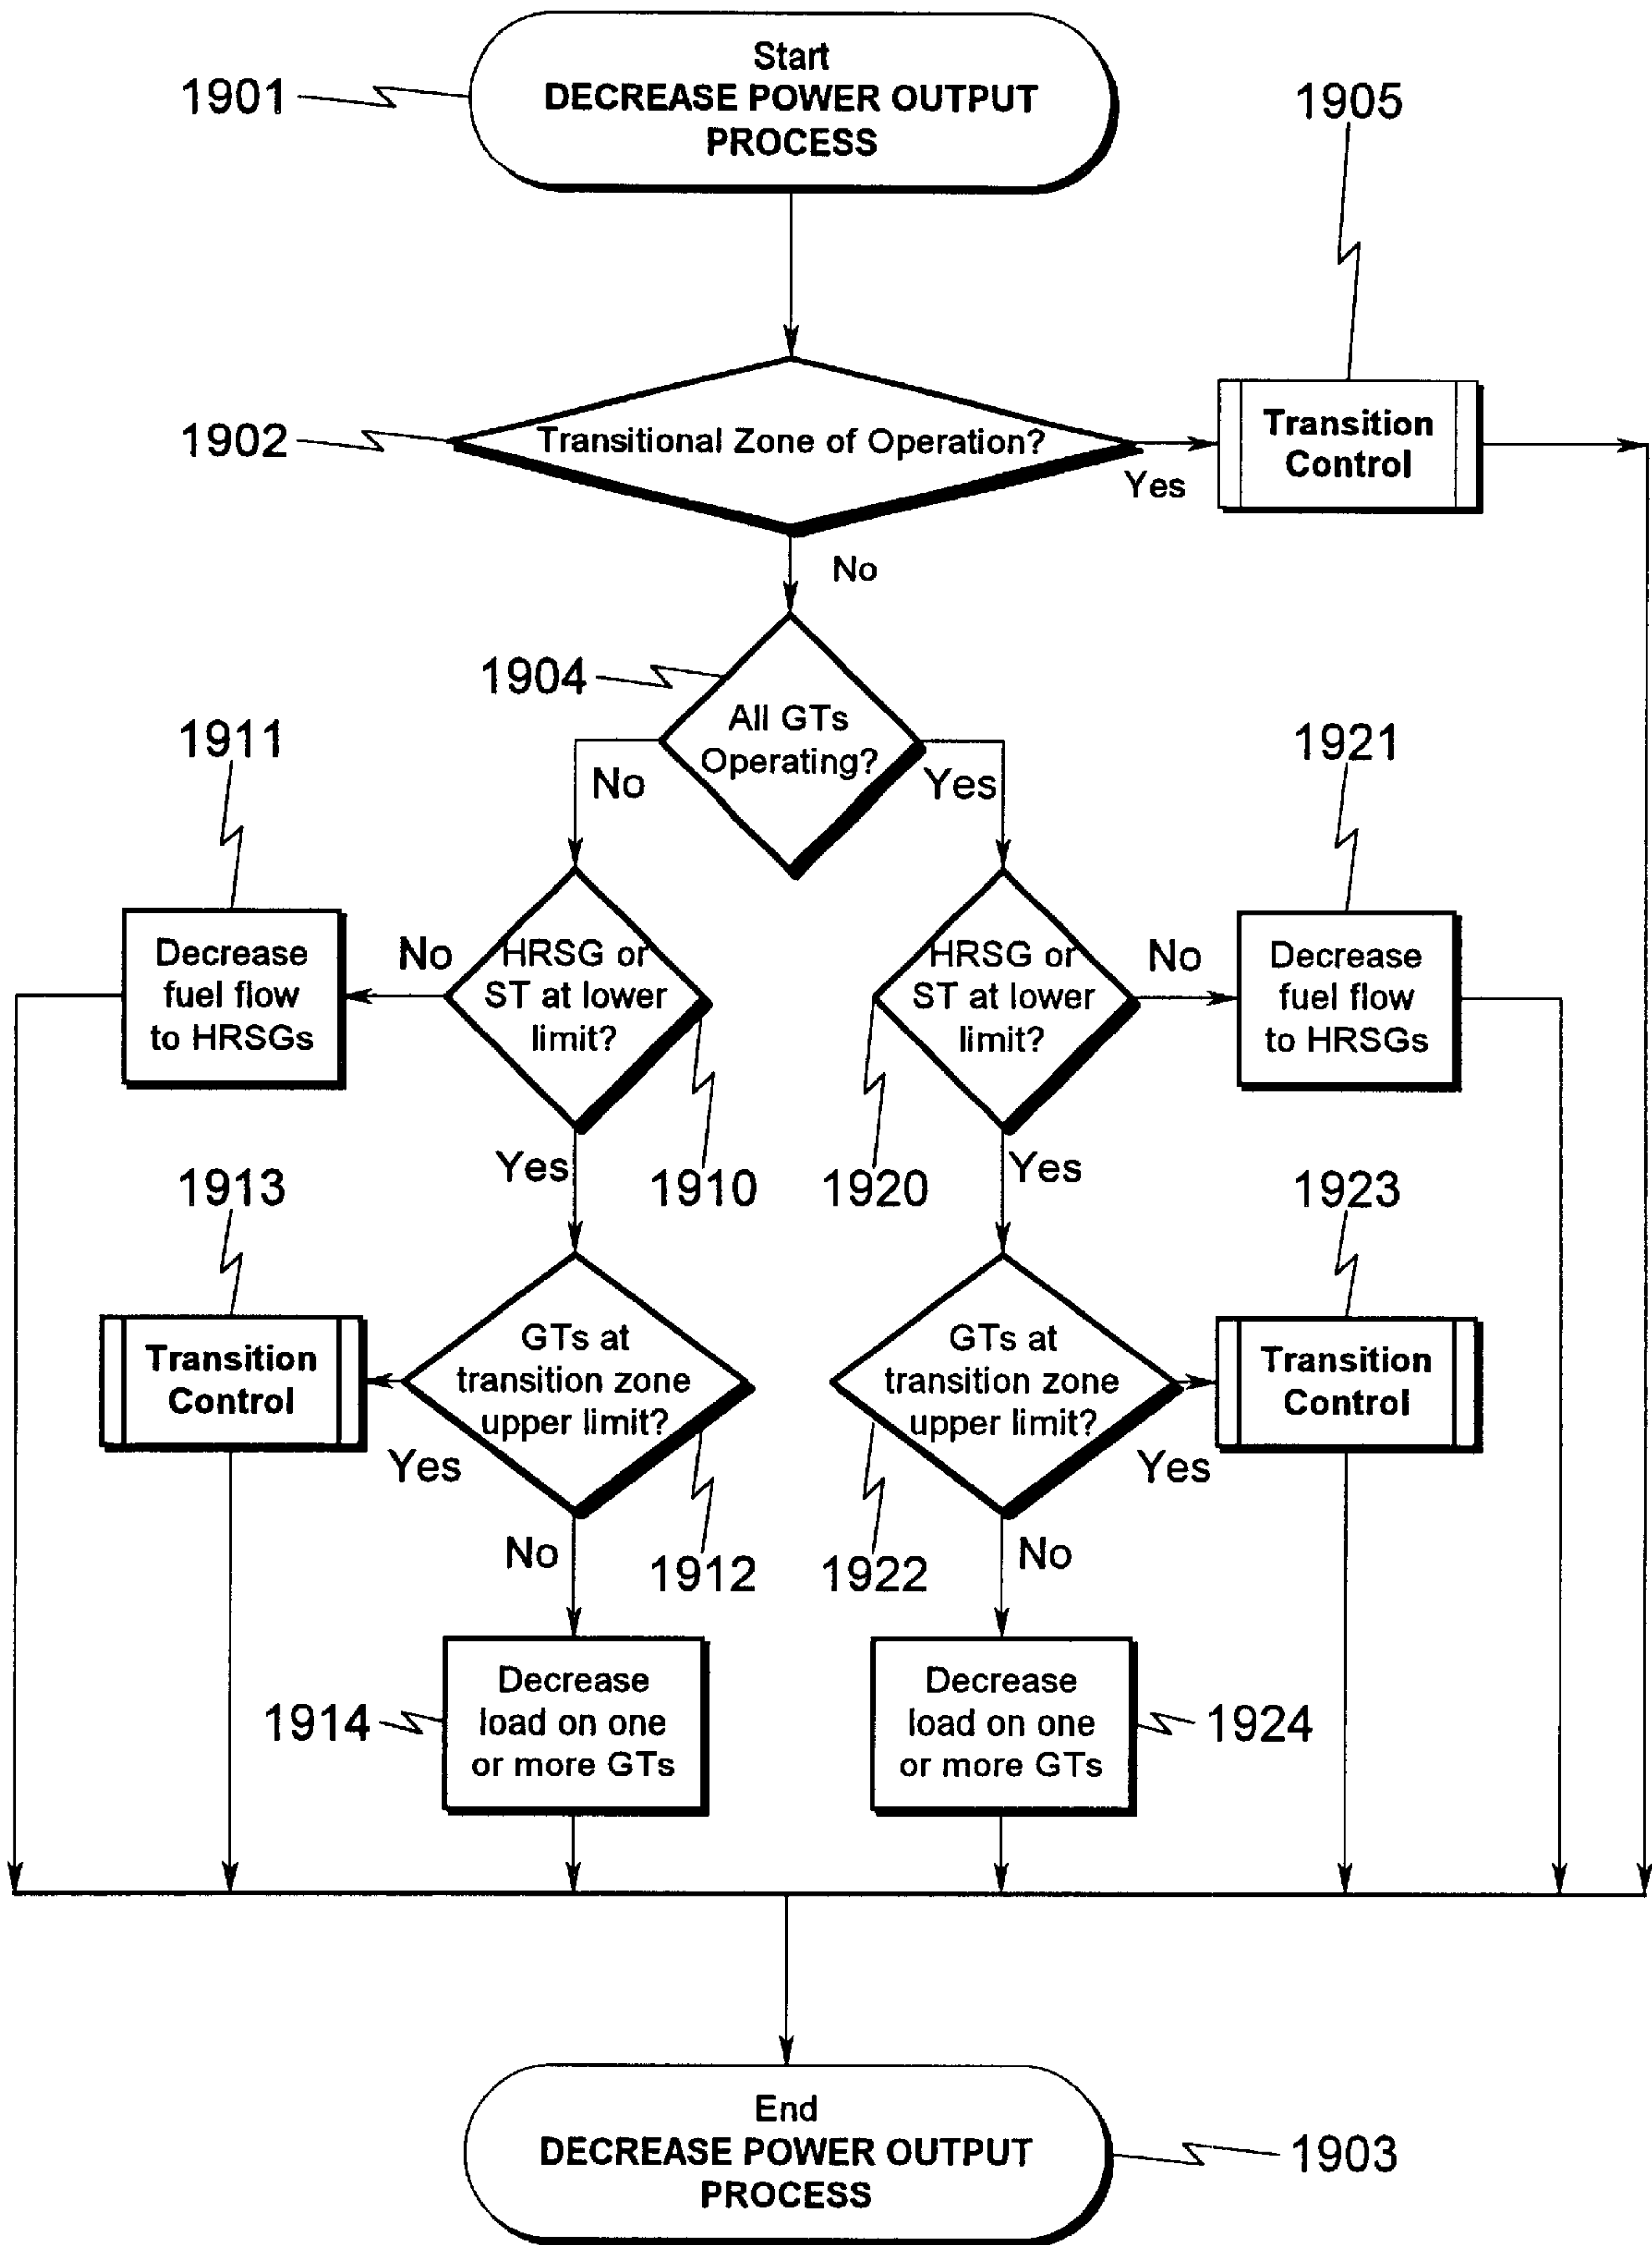 Start
DECREASE POWER OUTPUT
PROCESS
1901
1905
1902
Transitional Zone of Operation?
Yes
Transition
Control
No
1904
All GTs
Operating?
No
Yes
1911
1921
Decrease
fuel flow
to HRSGs
No
HRSG or
ST at lower
limit?
HRSG or
ST at lower
limit?
No
Decrease
fuel flow
to HRSGs
Yes
1910
1920
Yes
1913
1923
Transition
Control
Yes
GTs at
transition zone
upper limit?
GTs at
transition zone
upper limit?
Yes
Transition
Control
No
1912
1922
No
1914
Decrease
load on one
or more GTs
Decrease
load on one
or more GTs
1924
End
DECREASE POWER OUTPUT
PROCESS
1903